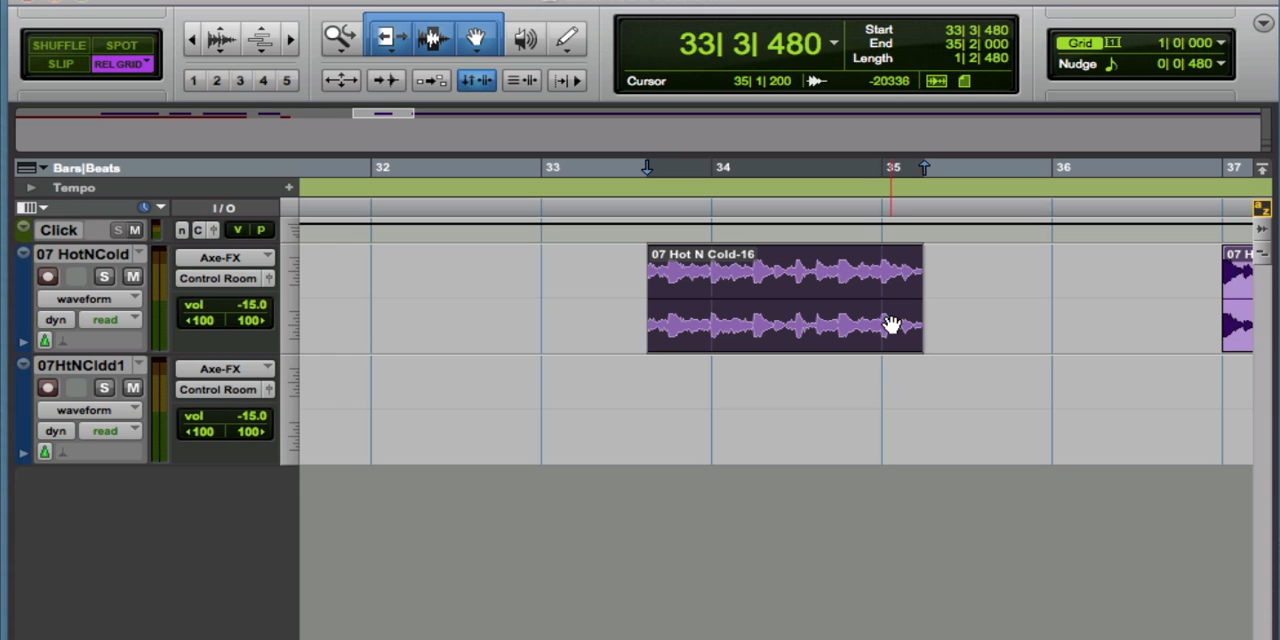 SHUFFLE SPOT
SLIP REL GRID
1 2 3 4 5
33| 3| 480
Start 33| 3| 480
End 35| 2| 000
Length 1| 2| 480
Cursor 35| 1| 200 -20336
Grid 1| 0| 000
Nudge 0| 0| 480
Bars|Beats 32 33 34 35 36 37
Tempo +
I/O
a z
Click S M n C V P
07 HotNCold Axe-FX
S M Control Room
waveform vol -15.0
dyn read 100 100
07 Hot N Cold-16
07 H
07HtNCldd1 Axe-FX
S M Control Room
waveform vol -15.0
dyn read 100 100